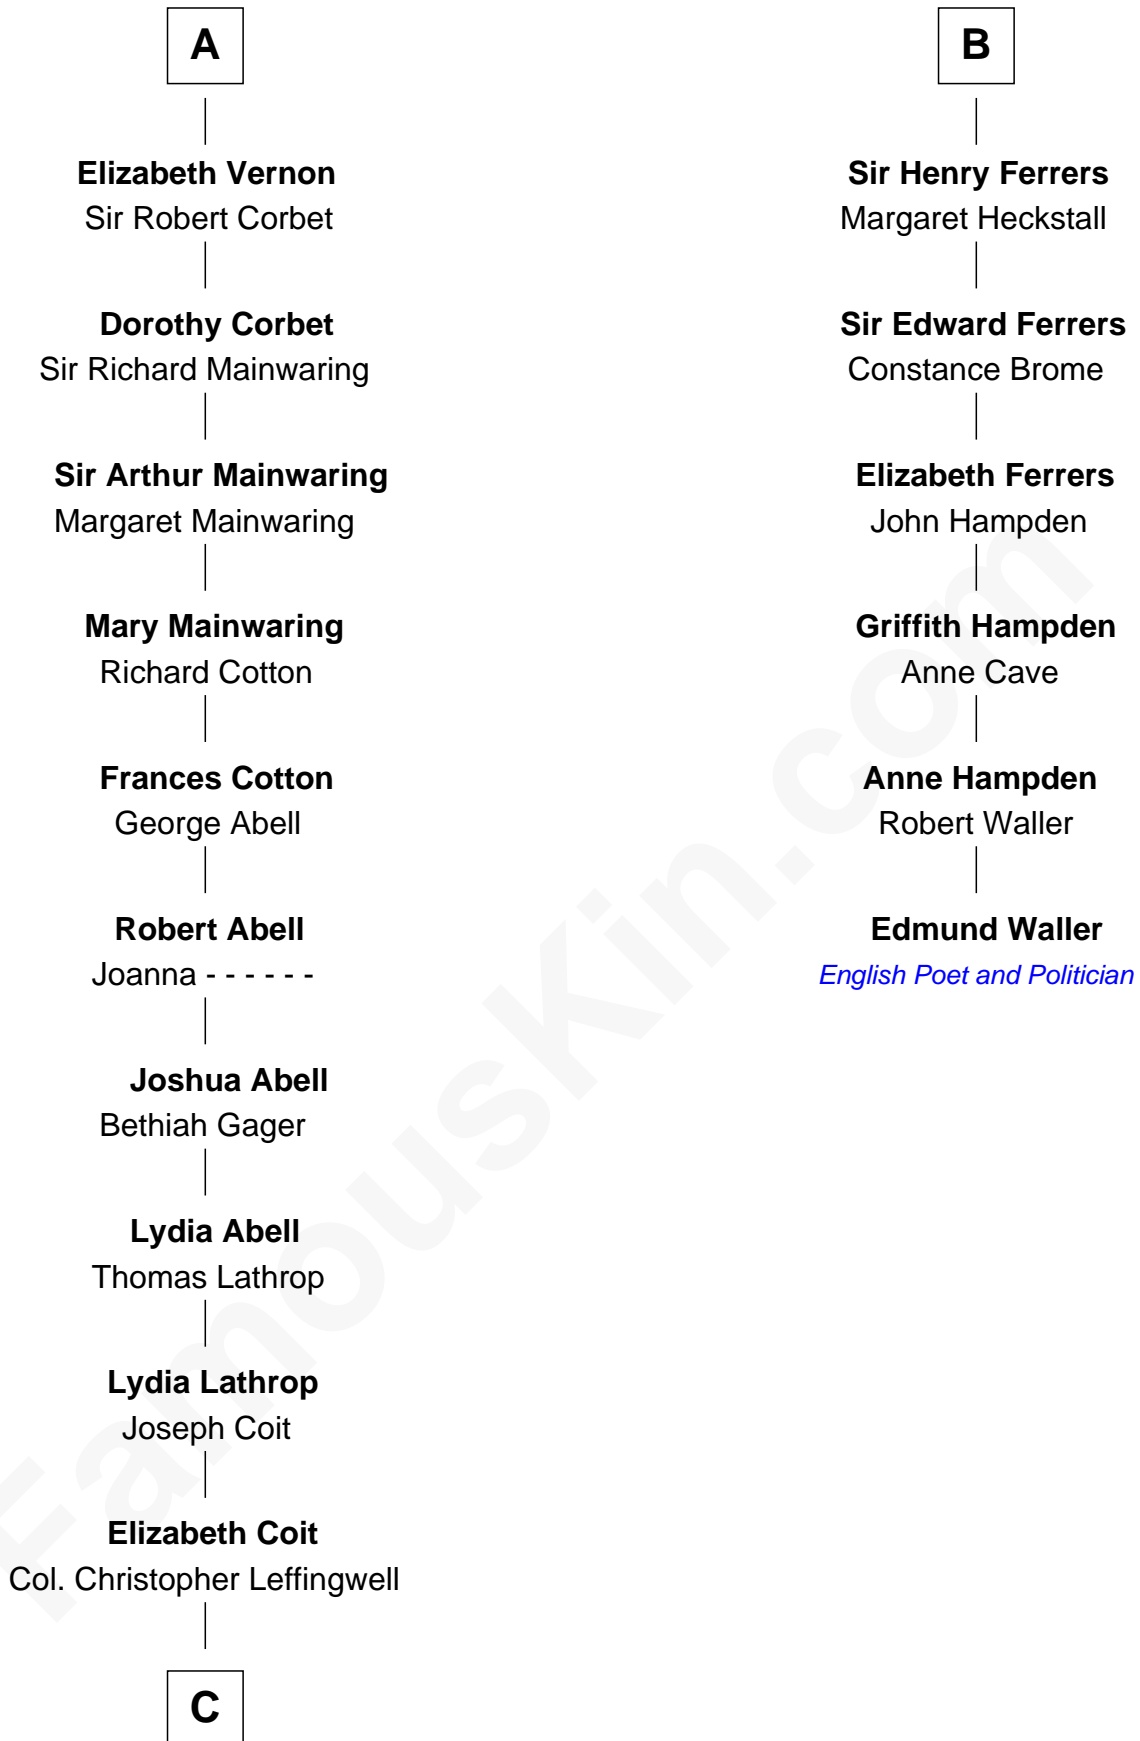 A
Elizabeth Vernon
Sir Robert Corbet
Dorothy Corbet
Sir Richard Mainwaring
Sir Arthur Mainwaring
Margaret Mainwaring
Mary Mainwaring
Richard Cotton
Frances Cotton
George Abell
Robert Abell
Joanna - - - - - -
Joshua Abell
Bethiah Gager
Lydia Abell
Thomas Lathrop
Lydia Lathrop
Joseph Coit
Elizabeth Coit
Col. Christopher Leffingwell
C
B
Sir Henry Ferrers
Margaret Heckstall
Sir Edward Ferrers
Constance Brome
Elizabeth Ferrers
John Hampden
Griffith Hampden
Anne Cave
Anne Hampden
Robert Waller
Edmund Waller
English Poet and Politician
FamousKin.com